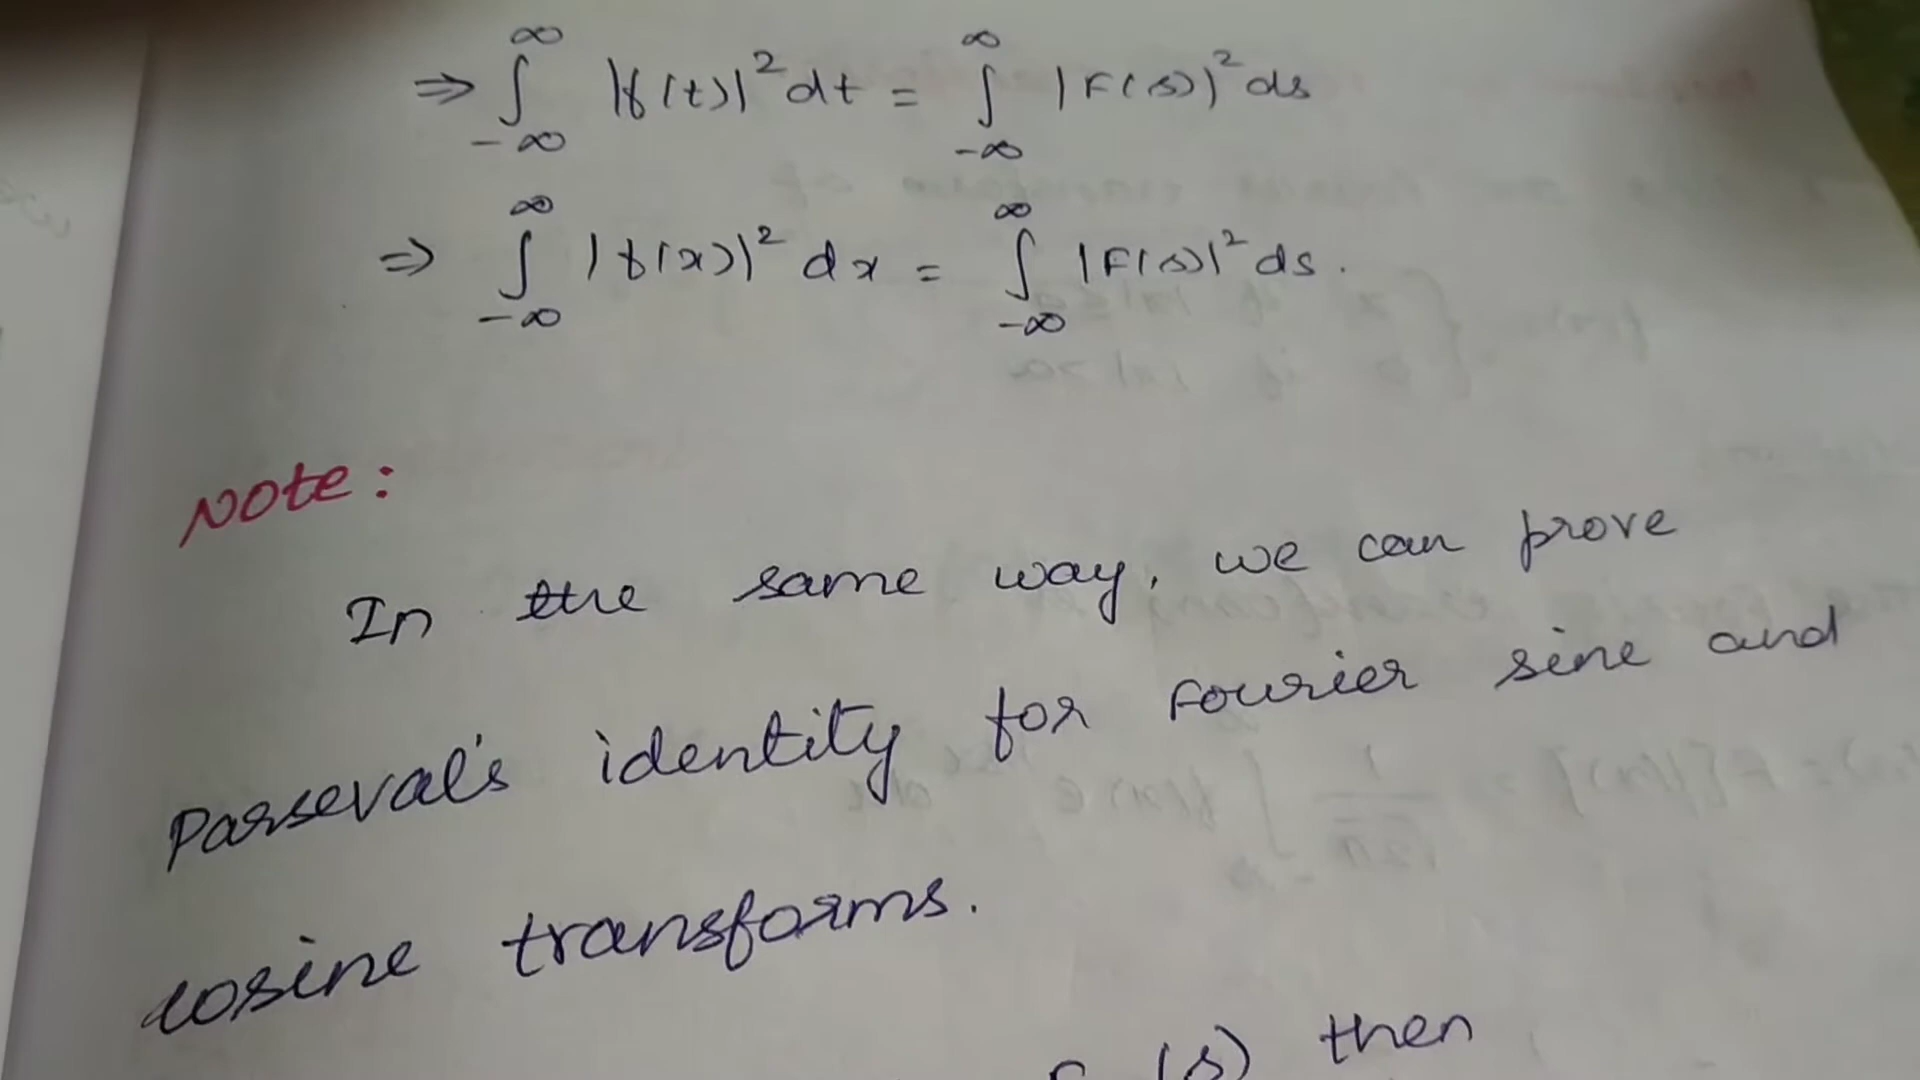 ⇒ ∫_{-∞}^{∞} |f(t)|² dt = ∫_{-∞}^{∞} |F(s)|² ds
⇒ ∫_{-∞}^{∞} |f(x)|² dx = ∫_{-∞}^{∞} |F(s)|² ds.
Note:
In the same way, we can prove
Parseval's identity for Fourier sine and
cosine transforms.
(s) then